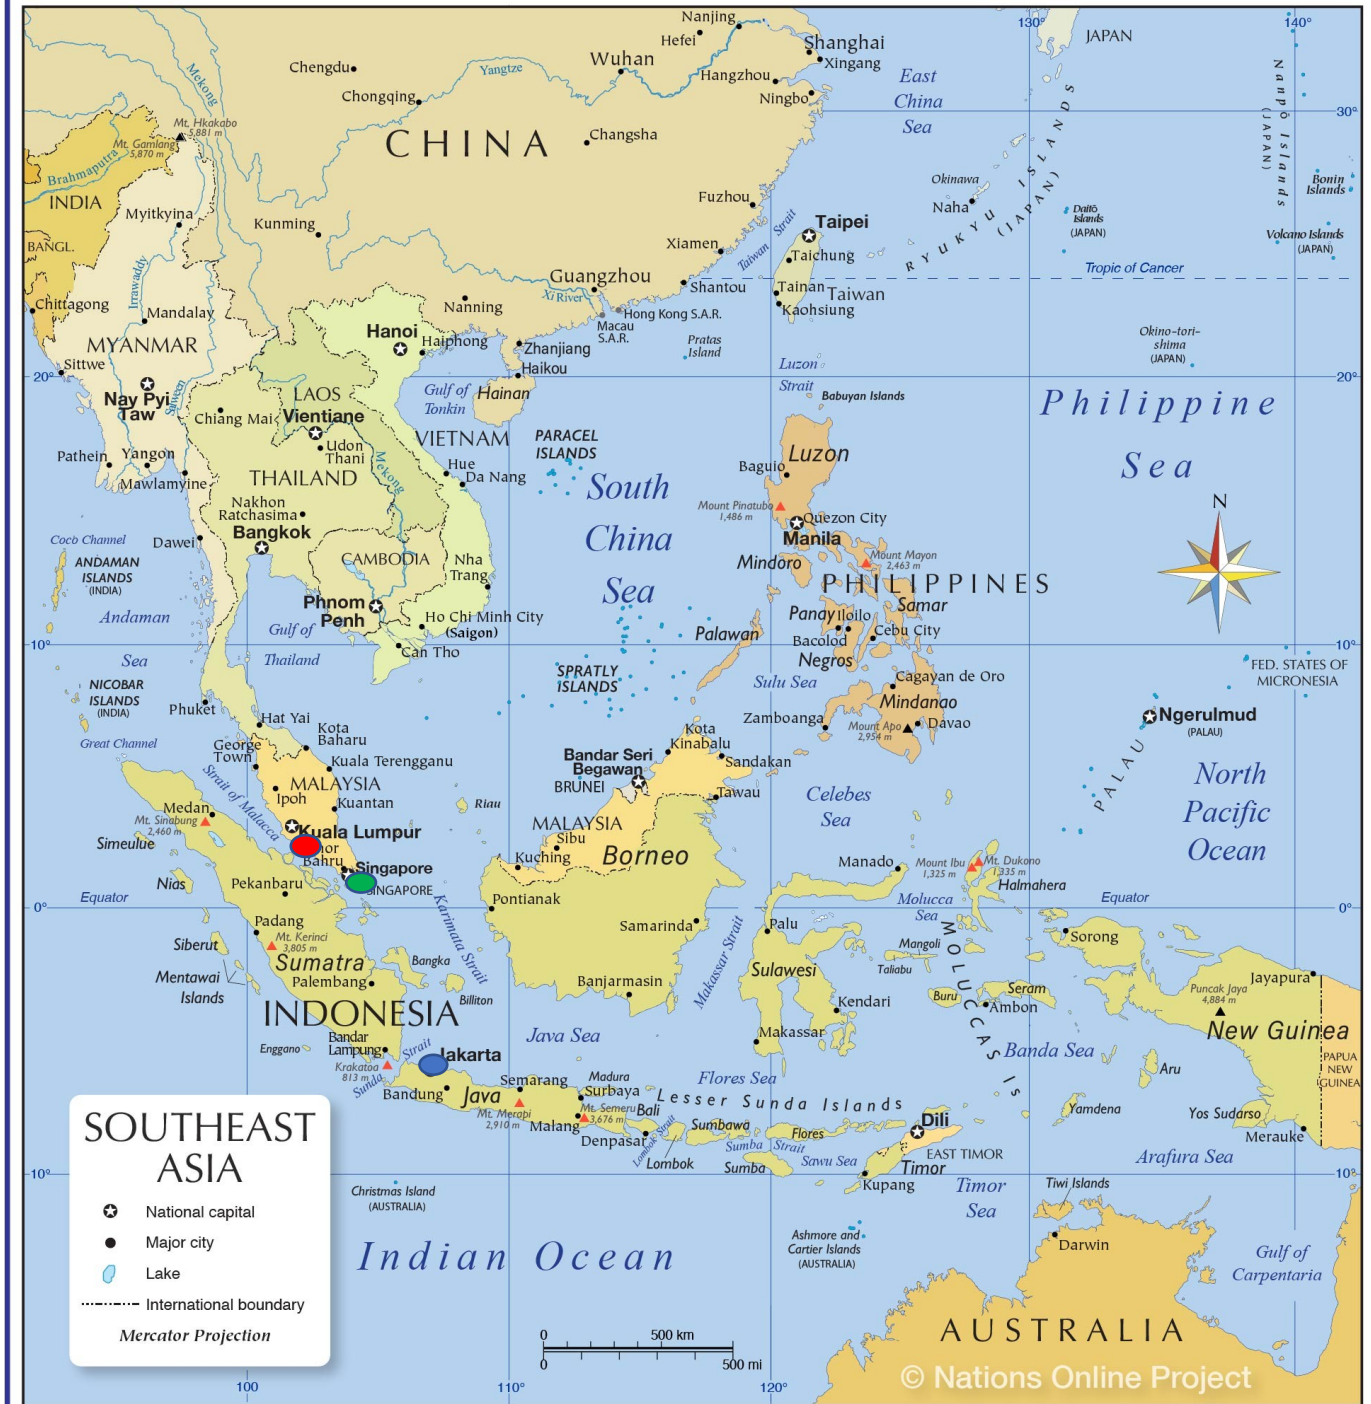 130°
140°
Nanjing
Hefei
JAPAN
Shanghai
Wuhan
Xingang
Chengdu
Yangtze
Hangzhou
East
China
Sea
Mekong
Chongqing
Ningbo
Nanpō Islands
(JAPAN)
30°
Mt. Hkakabo
5,881 m
Mt. Gamlang
5,870 m
CHINA
Changsha
Brahmaputra
INDIA
Okinawa
Naha
RYUKYU ISLANDS
(JAPAN)
Bonin
Islands
Fuzhou
Daitō
Islands
(JAPAN)
Myitkyina
Kunming
Taiwan Strait
Taipei
Volcano Islands
(JAPAN)
BANGL.
Xiamen
Taichung
Irrawaddy
Guangzhou
Tropic of Cancer
Xi River
Shantou
Tainan
Taiwan
Chittagong
Nanning
Kaohsiung
Mandalay
Hong Kong S.A.R.
Macau
S.A.R.
Hanoi
Haiphong
MYANMAR
Zhanjiang
Pratas
Island
Okino-tori-
shima
(JAPAN)
Sittwe
Haikou
Luzon
Strait
20°
20°
Nay Pyi
Taw
Salween
LAOS
Gulf of
Tonkin
Hainan
Babuyan Islands
Philippine
Sea
Chiang Mai
Vientiane
VIETNAM
PARACEL
ISLANDS
Pathein
Yangon
Udon
Thani
Luzon
Mawlamyine
THAILAND
Mekong
Hue
Da Nang
Baguio
South
China
Sea
Nakhon
Ratchasima
Mount Pinatubo
1,486 m
N
Bangkok
Quezon City
Manila
Coco Channel
Dawei
ANDAMAN
ISLANDS
(INDIA)
CAMBODIA
Nha
Trang
Mindoro
Mount Mayon
2,463 m
PHILIPPINES
Andaman
Sea
Phnom
Penh
Ho Chi Minh City
(Saigon)
Samar
Panay
Iloilo
Gulf of
Thailand
Palawan
Bacolod
Cebu City
10°
10°
Can Tho
Negros
FED. STATES OF
MICRONESIA
SPRATLY
ISLANDS
Sulu Sea
Cagayan de Oro
NICOBAR
ISLANDS
(INDIA)
Mindanao
Phuket
Hat Yai
Zamboanga
Davao
Mount Apo
2,954 m
Ngerulmud
(PALAU)
Great Channel
George
Town
Kota
Baharu
Kota
Kinabalu
PALAU
Kuala Terengganu
Bandar Seri
Begawan
BRUNEI
Sandakan
North
Pacific
Ocean
Strait of Malacca
MALAYSIA
Ipoh
Kuantan
Riau
Tawau
Celebes
Sea
Medan
Mt. Sinabung
2,460 m
Kuala Lumpur
MALAYSIA
Sibu
Simeulue
Bahru
Kuching
Borneo
Manado
Mount Ibu
1,325 m
Mt. Dukono
1,335 m
Singapore
Nias
Pekanbaru
Halmahera
Equator
Karimata Strait
Pontianak
Molucca
Sea
Equator
0°
0°
Padang
Samarinda
Palu
MOLUCCAS Is
Sorong
Siberut
Mt. Kerinci
3,805 m
Makassar Strait
Mangoli
Sumatra
Bangka
Sulawesi
Taliabu
Mentawai
Islands
Palembang
Banjarmasin
Jayapura
Billiton
Buru
Seram
Puncak Jaya
4,884 m
Kendari
Ambon
INDONESIA
New Guinea
Java Sea
Makassar
Bandar
Lampung
Enggano
Krakatoa
813 m
Sunda Strait
Jakarta
Banda Sea
PAPUA
NEW
GUINEA
Aru
Bandung
Java
Semarang
Madura
Flores Sea
Surbaya
Lesser Sunda Islands
Mt. Merapi
2,910 m
Mt. Semeru
3,676 m
Malang
Bali
Yamdena
Yos Sudarso
SOUTHEAST
ASIA
Denpasar
Lombok Strait
Lombok
Sumbawa
Flores
Dili
Merauke
Sumba Strait
Sumba
Sawu Sea
EAST TIMOR
Timor
Arafura Sea
10°
10°
Kupang
Timor
Sea
Tiwi Islands
Christmas Island
(AUSTRALIA)
National capital
Major city
Lake
International boundary
Mercator Projection
Indian Ocean
Ashmore and
Cartier Islands
(AUSTRALIA)
Darwin
Gulf of
Carpentaria
0
500 km
0
500 mi
AUSTRALIA
© Nations Online Project
100
110°
120°